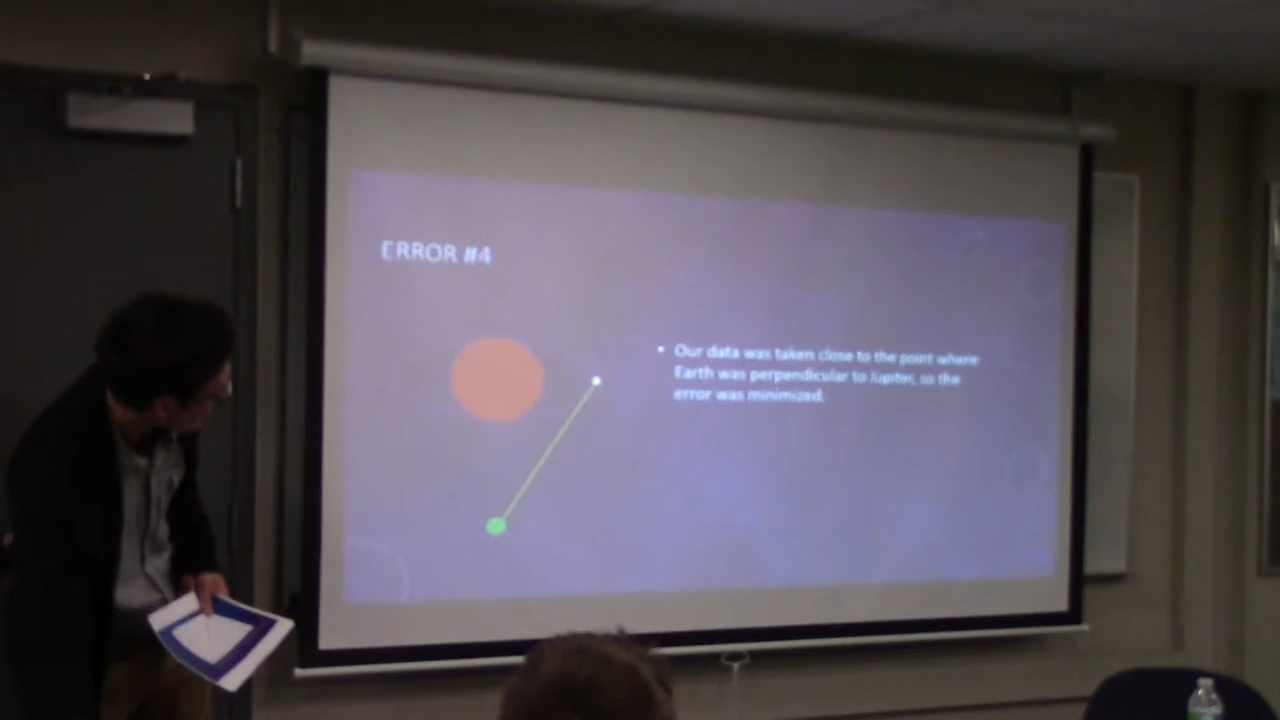 ERROR #4
• Our data was taken close to the point where
Earth was perpendicular to Jupiter, so the
error was minimized.